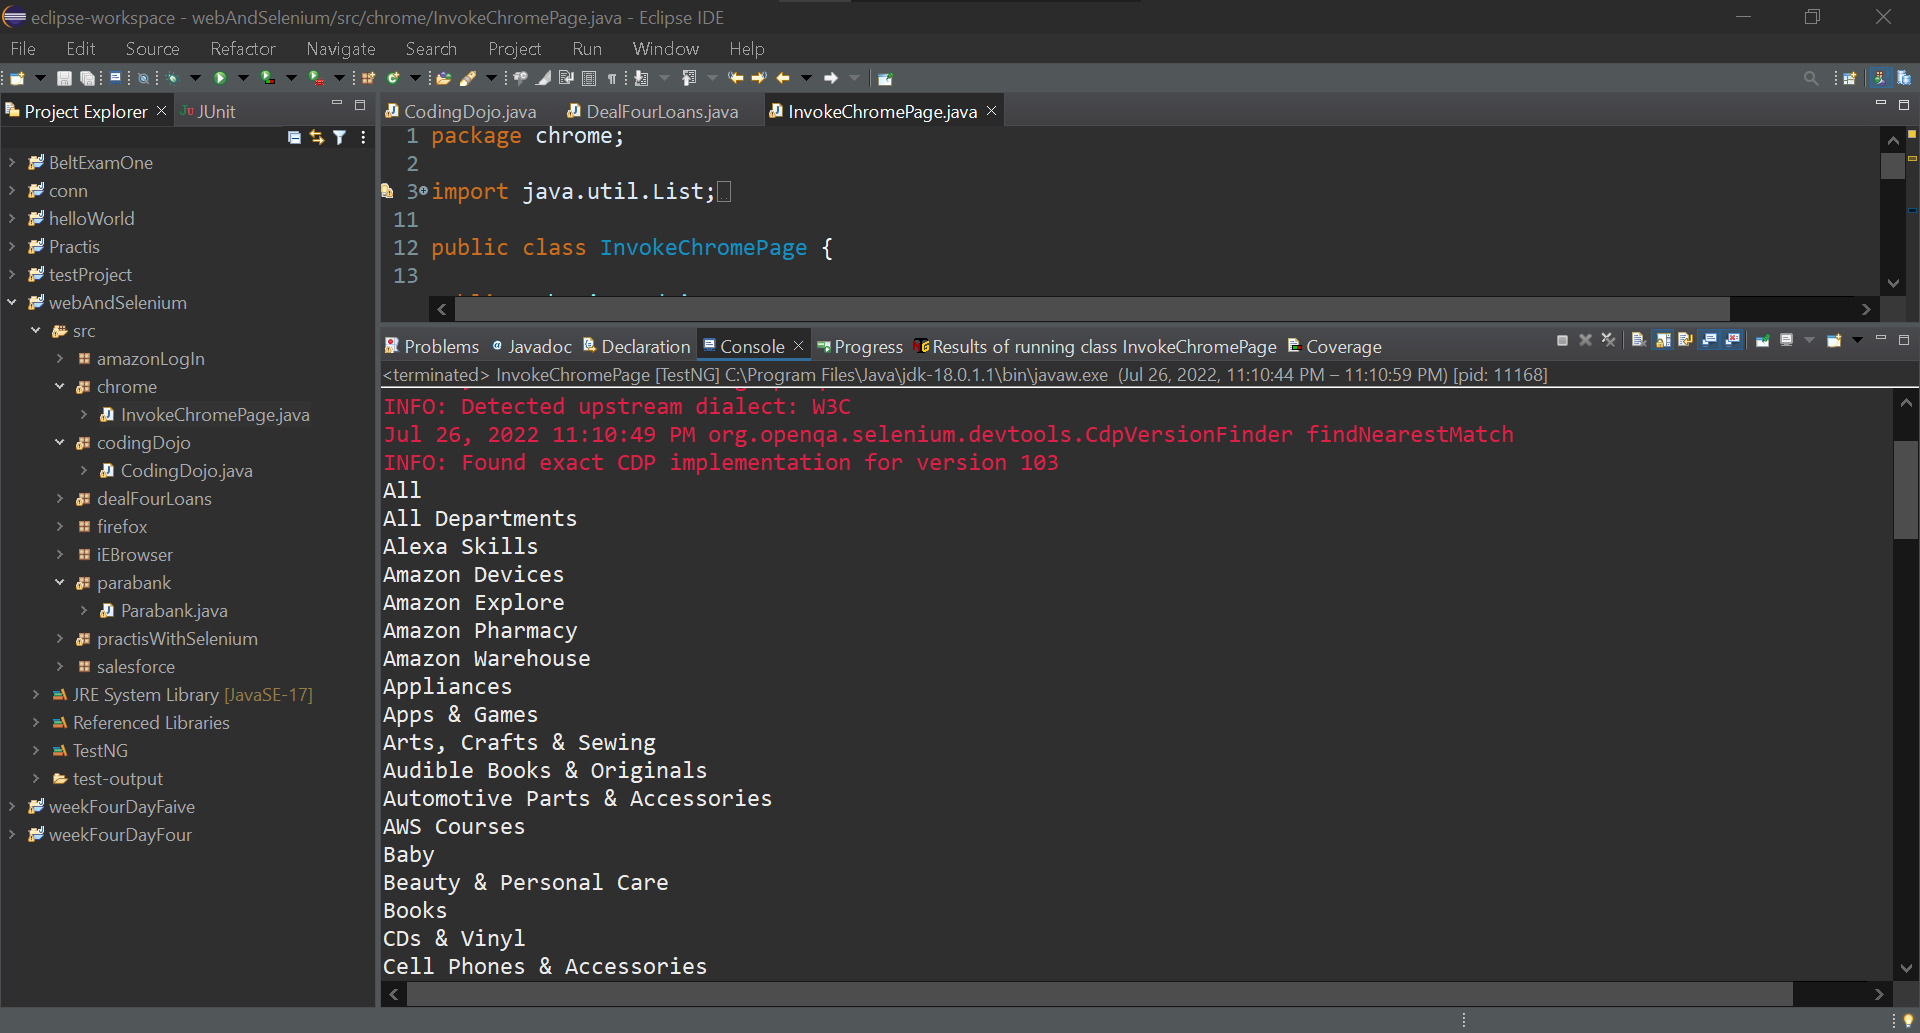 eclipse-workspace - webAndSelenium/src/chrome/InvokeChromePage.java - Eclipse IDE
File Edit Source Refactor Navigate Search Project Run Window Help
Project Explorer
JUnit
BeltExamOne
conn
helloWorld
Practis
testProject
webAndSelenium
src
amazonLogIn
chrome
InvokeChromePage.java
codingDojo
CodingDojo.java
dealFourLoans
firefox
iEBrowser
parabank
Parabank.java
practisWithSelenium
salesforce
JRE System Library [JavaSE-17]
Referenced Libraries
TestNG
test-output
weekFourDayFaive
weekFourDayFour
CodingDojo.java DealFourLoans.java InvokeChromePage.java
1 package chrome;
2
3 import java.util.List;
11
12 public class InvokeChromePage {
13
Problems Javadoc Declaration Console Progress Results of running class InvokeChromePage Coverage
<terminated> InvokeChromePage [TestNG] C:\Program Files\Java\jdk-18.0.1.1\bin\javaw.exe (Jul 26, 2022, 11:10:44 PM – 11:10:59 PM) [pid: 11168]
INFO: Detected upstream dialect: W3C
Jul 26, 2022 11:10:49 PM org.openqa.selenium.devtools.CdpVersionFinder findNearestMatch
INFO: Found exact CDP implementation for version 103
All
All Departments
Alexa Skills
Amazon Devices
Amazon Explore
Amazon Pharmacy
Amazon Warehouse
Appliances
Apps & Games
Arts, Crafts & Sewing
Audible Books & Originals
Automotive Parts & Accessories
AWS Courses
Baby
Beauty & Personal Care
Books
CDs & Vinyl
Cell Phones & Accessories